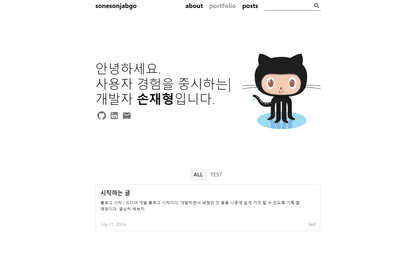 sonesonjabgo
about portfolio posts
안녕하세요.
사용자 경험을 중시하는|
개발자 손재형입니다.
ALL TEST
시작하는 글
블로그 시작 ! 드디어 개발 블로그 시작이다. 개발하면서 배웠던 것 들을 나중에 쉽게 기억 할 수 있도록 기록 할
예정이다. 열심히 해보자.
July 01, 2024
test